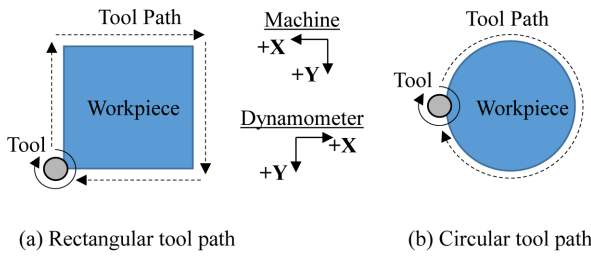 Tool Path
Workpiece
Tool
Machine
+X
+Y
Dynamometer
+X
+Y
Tool Path
Tool
Workpiece
(a) Rectangular tool path
(b) Circular tool path